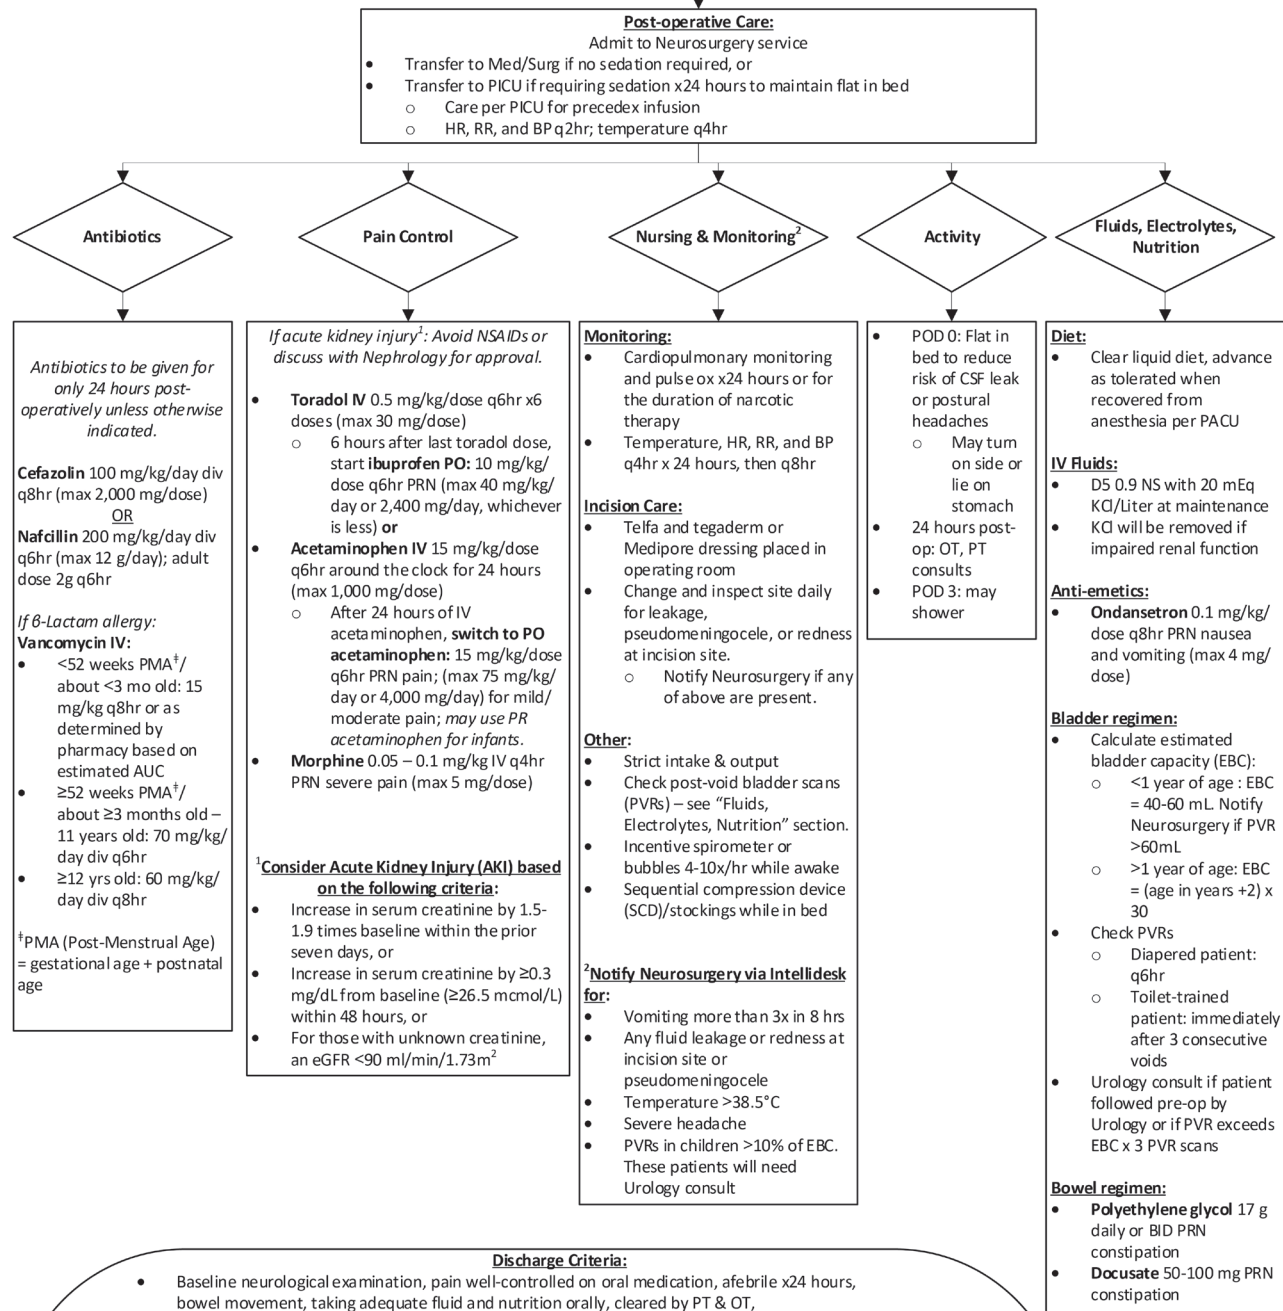 Post-operative Care:
Admit to Neurosurgery service
• Transfer to Med/Surg if no sedation required, or
• Transfer to PICU if requiring sedation x24 hours to maintain flat in bed
o Care per PICU for precedex infusion
o HR, RR, and BP q2hr; temperature q4hr
Antibiotics
Pain Control
Nursing & Monitoring²
Activity
Fluids, Electrolytes,
Nutrition
Antibiotics to be given for
only 24 hours post-
operatively unless otherwise
indicated.
Cefazolin 100 mg/kg/day div
q8hr (max 2,000 mg/dose)
OR
Nafcillin 200 mg/kg/day div
q6hr (max 12 g/day); adult
dose 2g q6hr
If β-Lactam allergy:
Vancomycin IV:
• <52 weeks PMA‡/
about <3 mo old: 15
mg/kg q8hr or as
determined by
pharmacy based on
estimated AUC
• ≥52 weeks PMA‡/
about ≥3 months old –
11 years old: 70 mg/kg/
day div q6hr
• ≥12 yrs old: 60 mg/kg/
day div q8hr
‡PMA (Post-Menstrual Age)
= gestational age + postnatal
age
If acute kidney injury¹: Avoid NSAIDs or
discuss with Nephrology for approval.
• Toradol IV 0.5 mg/kg/dose q6hr x6
doses (max 30 mg/dose)
o 6 hours after last toradol dose,
start ibuprofen PO: 10 mg/kg/
dose q6hr PRN (max 40 mg/kg/
day or 2,400 mg/day, whichever
is less) or
• Acetaminophen IV 15 mg/kg/dose
q6hr around the clock for 24 hours
(max 1,000 mg/dose)
o After 24 hours of IV
acetaminophen, switch to PO
acetaminophen: 15 mg/kg/dose
q6hr PRN pain; (max 75 mg/kg/
day or 4,000 mg/day) for mild/
moderate pain; may use PR
acetaminophen for infants.
• Morphine 0.05 – 0.1 mg/kg IV q4hr
PRN severe pain (max 5 mg/dose)
¹Consider Acute Kidney Injury (AKI) based
on the following criteria:
• Increase in serum creatinine by 1.5-
1.9 times baseline within the prior
seven days, or
• Increase in serum creatinine by ≥0.3
mg/dL from baseline (≥26.5 mcmol/L)
within 48 hours, or
• For those with unknown creatinine,
an eGFR <90 ml/min/1.73m²
Monitoring:
• Cardiopulmonary monitoring
and pulse ox x24 hours or for
the duration of narcotic
therapy
• Temperature, HR, RR, and BP
q4hr x 24 hours, then q8hr
Incision Care:
• Telfa and tegaderm or
Medipore dressing placed in
operating room
• Change and inspect site daily
for leakage,
pseudomeningocele, or redness
at incision site.
o Notify Neurosurgery if any
of above are present.
Other:
• Strict intake & output
• Check post-void bladder scans
(PVRs) – see “Fluids,
Electrolytes, Nutrition” section.
• Incentive spirometer or
bubbles 4-10x/hr while awake
• Sequential compression device
(SCD)/stockings while in bed
²Notify Neurosurgery via Intellidesk
for:
• Vomiting more than 3x in 8 hrs
• Any fluid leakage or redness at
incision site or
pseudomeningocele
• Temperature >38.5°C
• Severe headache
• PVRs in children >10% of EBC.
These patients will need
Urology consult
• POD 0: Flat in
bed to reduce
risk of CSF leak
or postural
headaches
o May turn
on side or
lie on
stomach
• 24 hours post-
op: OT, PT
consults
• POD 3: may
shower
Diet:
• Clear liquid diet, advance
as tolerated when
recovered from
anesthesia per PACU
IV Fluids:
• D5 0.9 NS with 20 mEq
KCl/Liter at maintenance
• KCl will be removed if
impaired renal function
Anti-emetics:
• Ondansetron 0.1 mg/kg/
dose q8hr PRN nausea
and vomiting (max 4 mg/
dose)
Bladder regimen:
• Calculate estimated
bladder capacity (EBC):
o <1 year of age : EBC
= 40-60 mL. Notify
Neurosurgery if PVR
>60mL
o >1 year of age: EBC
= (age in years +2) x
30
• Check PVRs
o Diapered patient:
q6hr
o Toilet-trained
patient: immediately
after 3 consecutive
voids
• Urology consult if patient
followed pre-op by
Urology or if PVR exceeds
EBC x 3 PVR scans
Bowel regimen:
• Polyethylene glycol 17 g
daily or BID PRN
constipation
• Docusate 50-100 mg PRN
constipation
Discharge Criteria:
• Baseline neurological examination, pain well-controlled on oral medication, afebrile x24 hours,
bowel movement, taking adequate fluid and nutrition orally, cleared by PT & OT,